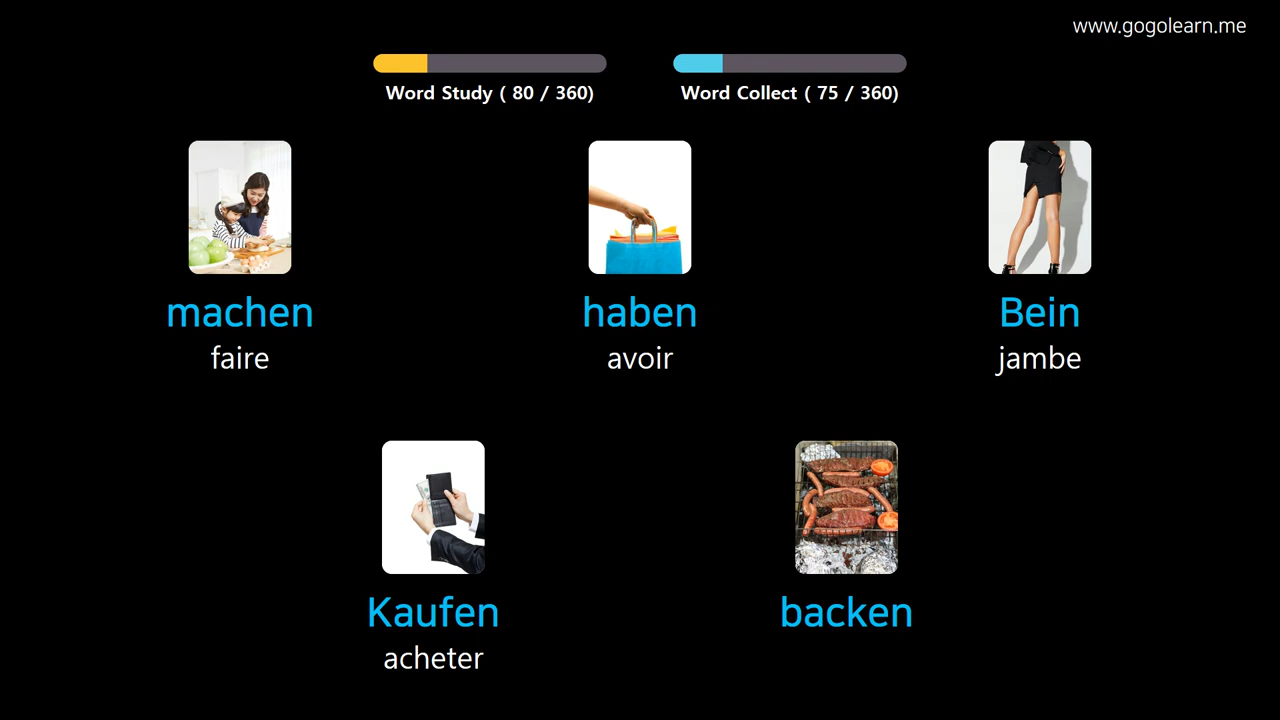 www.gogolearn.me
Word Study ( 80 / 360)
Word Collect ( 75 / 360)
machen
faire
haben
avoir
Bein
jambe
Kaufen
acheter
backen